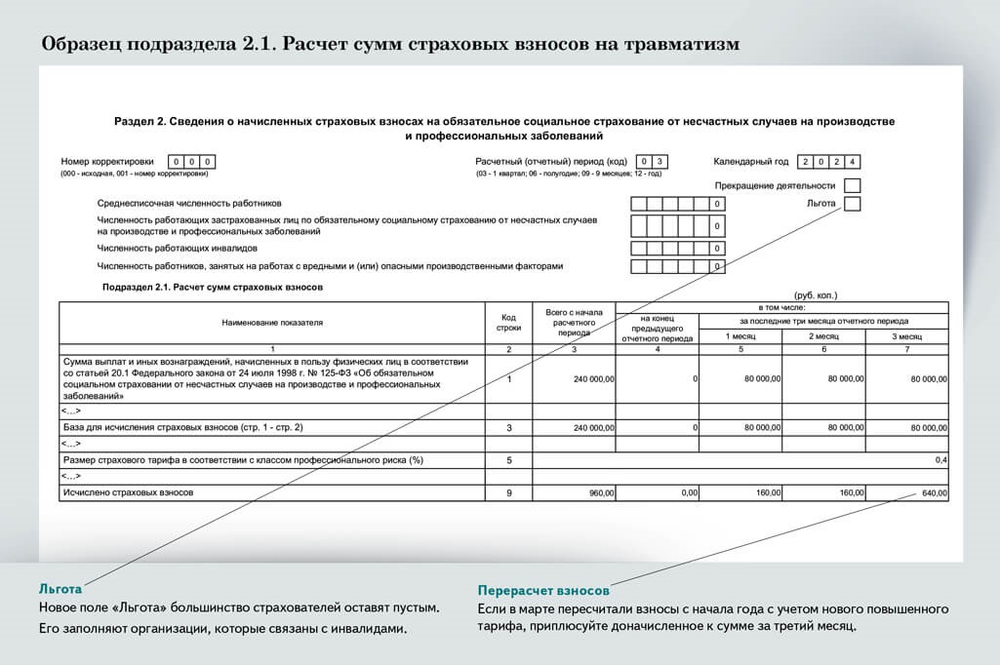 Образец подраздела 2.1. Расчет сумм страховых взносов на травматизм
Раздел 2. Сведения о начисленных страховых взносах на обязательное социальное страхование от несчастных случаев на производстве
и профессиональных заболеваний
Номер корректировки 0 0 0 Расчетный (отчетный) период (код) 0 3 Календарный год 2 0 2 4
(000 - исходная, 001 - номер корректировки) (03 - 1 квартал; 06 - полугодие; 09 - 9 месяцев; 12 - год)
Прекращение деятельности
Среднесписочная численность работников 0 Льгота
Численность работающих застрахованных лиц по обязательному социальному страхованию от несчастных случаев
на производстве и профессиональных заболеваний 0
Численность работающих инвалидов 0
Численность работников, занятых на работах с вредными и (или) опасными производственными факторами 0
Подраздел 2.1. Расчет сумм страховых взносов
(руб. коп.)
Наименование показателя
Код
строки
Всего с начала
расчетного
периода
в том числе:
на конец
предыдущего
отчетного периода
за последние три месяца отчетного периода
1 месяц 2 месяц 3 месяц
1 2 3 4 5 6 7
Сумма выплат и иных вознаграждений, начисленных в пользу физических лиц в соответствии
со статьей 20.1 Федерального закона от 24 июля 1998 г. № 125-ФЗ «Об обязательном
социальном страховании от несчастных случаев на производстве и профессиональных
заболеваний»
1 240 000,00 0 80 000,00 80 000,00 80 000,00
<...>
База для исчисления страховых взносов (стр. 1 - стр. 2) 3 240 000,00 0 80 000,00 80 000,00 80 000,00
<...>
Размер страхового тарифа в соответствии с классом профессионального риска (%) 5 0,4
<...>
Исчислено страховых взносов 9 960,00 0,00 160,00 160,00 640,00
Льгота
Новое поле «Льгота» большинство страхователей оставят пустым.
Его заполняют организации, которые связаны с инвалидами.
Перерасчет взносов
Если в марте пересчитали взносы с начала года с учетом нового повышенного
тарифа, приплюсуйте доначисленное к сумме за третий месяц.